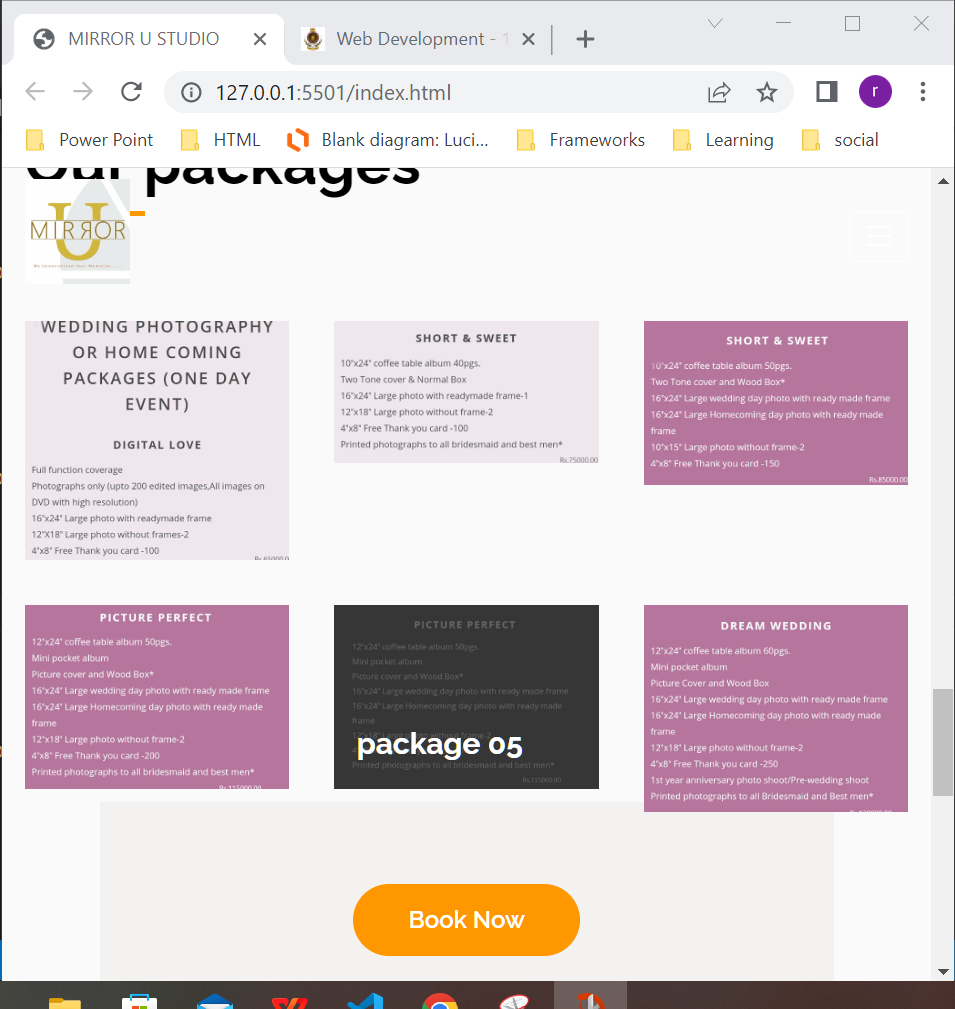 MIRROR U STUDIO
Web Development - 1
127.0.0.1:5501/index.html
r
Power Point
HTML
Blank diagram: Luci...
Frameworks
Learning
social
Our packages
U
MIRROR
WEDDING PHOTOGRAPHY
OR HOME COMING
PACKAGES (ONE DAY
EVENT)
DIGITAL LOVE
Full function coverage
Photographs only (upto 200 edited images,All images on
DVD with high resolution)
16"x24" Large photo with readymade frame
12"X18" Large photo without frames-2
4"x8" Free Thank you card -100
Rs.65000.0
SHORT & SWEET
10"x24" coffee table album 40pgs.
Two Tone cover & Normal Box
16"x24" Large photo with readymade frame-1
12"x18" Large photo without frame-2
4"x8" Free Thank you card -100
Printed photographs to all bridesmaid and best men*
Rs.75000.00
SHORT & SWEET
10"x24" coffee table album 50pgs.
Two Tone cover and Wood Box*
16"x24" Large wedding day photo with ready made frame
16"x24" Large Homecoming day photo with ready made
frame
10"x15" Large photo without frame-2
4"x8" Free Thank you card -150
Rs.85000.00
PICTURE PERFECT
12"x24" coffee table album 50pgs.
Mini pocket album
Picture cover and Wood Box*
16"x24" Large wedding day photo with ready made frame
16"x24" Large Homecoming day photo with ready made
frame
12"x18" Large photo without frame-2
4"x8" Free Thank you card -200
Printed photographs to all bridesmaid and best men*
Rs.115000.00
PICTURE PERFECT
12"x24" coffee table album 50pgs.
Mini pocket album
Picture cover and Wood Box*
16"x24" Large wedding day photo with ready made frame
16"x24" Large Homecoming day photo with ready made
frame
12"x18" Large photo without frame-2
package 05
Printed photographs to all bridesmaid and best men*
Rs.115000.00
DREAM WEDDING
12"x24" coffee table album 60pgs.
Mini pocket album
Picture Cover and Wood Box
16"x24" Large wedding day photo with ready made frame
16"x24" Large Homecoming day photo with ready made
frame
12"x18" Large photo without frame-2
4"x8" Free Thank you card -250
1st year anniversary photo shoot/Pre-wedding shoot
Printed photographs to all Bridesmaid and Best men*
Book Now